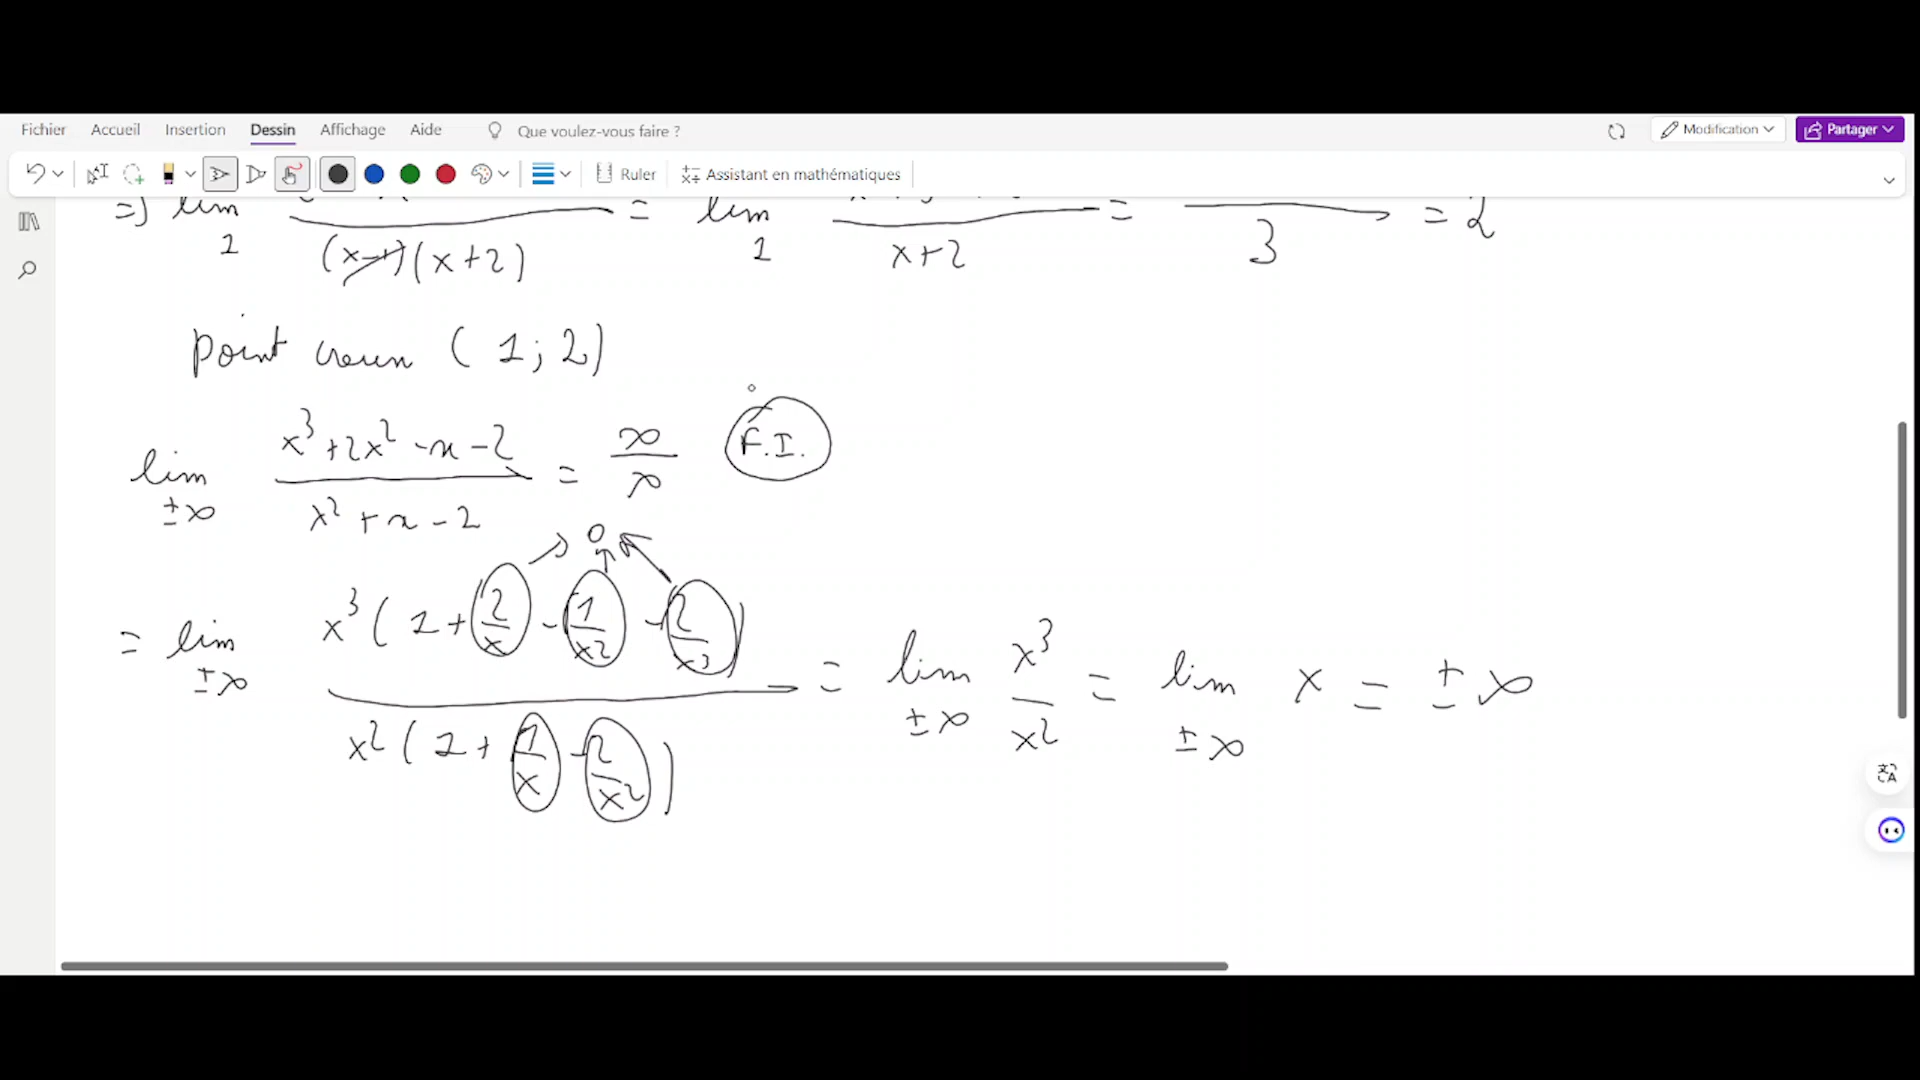 Fichier Accueil Insertion Dessin Affichage Aide Que voulez-vous faire ? Modification Partager
Ruler Assistant en mathématiques
=> lim = lim = = 2
1 (x-1)(x+2) 1 x+2 3
point creux (1;2)
lim x³+2x²-x-2 = ∞/∞ F.I.
±∞ x²+x-2
0
= lim x³(1+2/x-1/x²-2/x³) = lim x³/x² = lim x = ±∞
±∞ x²(1+1/x-2/x²) ±∞ ±∞